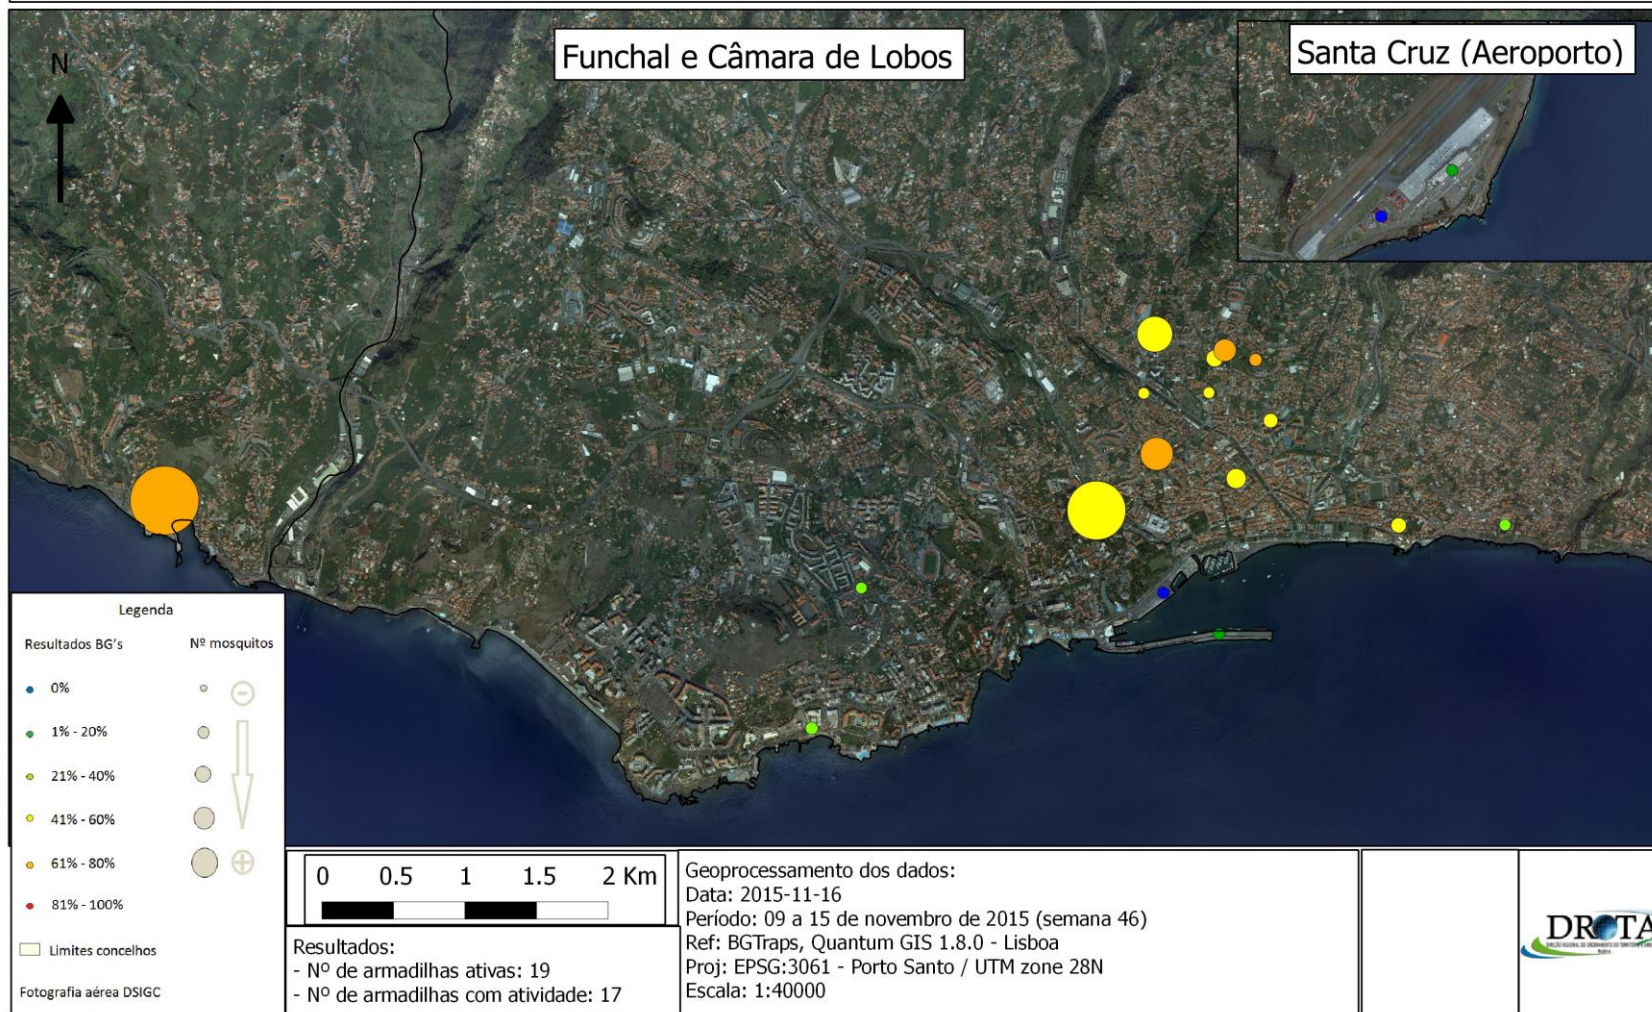 Funchal e Câmara de Lobos
Santa Cruz (Aeroporto)
N
Legenda
Resultados BG's
Nº mosquitos
0%
1% - 20%
21% - 40%
41% - 60%
61% - 80%
81% - 100%
Limites concelhos
Fotografia aérea DSIGC
0 0.5 1 1.5 2 Km
Resultados:
- Nº de armadilhas ativas: 19
- Nº de armadilhas com atividade: 17
Geoprocessamento dos dados:
Data: 2015-11-16
Período: 09 a 15 de novembro de 2015 (semana 46)
Ref: BGTraps, Quantum GIS 1.8.0 - Lisboa
Proj: EPSG:3061 - Porto Santo / UTM zone 28N
Escala: 1:40000
DROTA